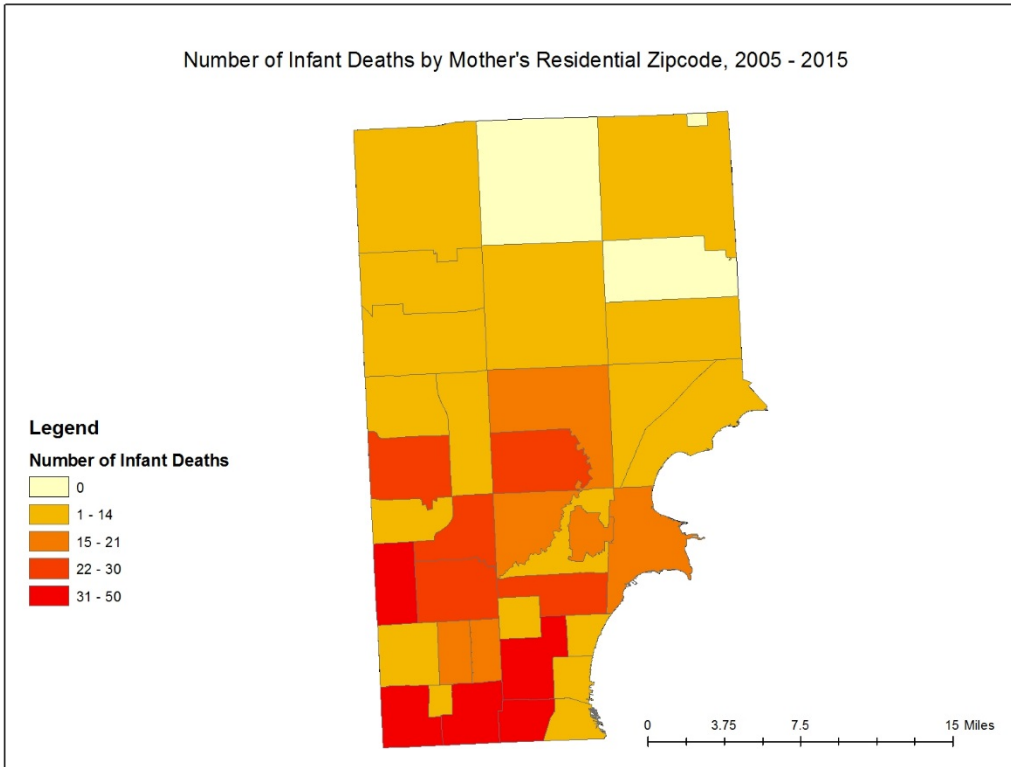 Number of Infant Deaths by Mother's Residential Zipcode, 2005 - 2015
Legend
Number of Infant Deaths
0
1 - 14
15 - 21
22 - 30
31 - 50
0 3.75 7.5 15 Miles